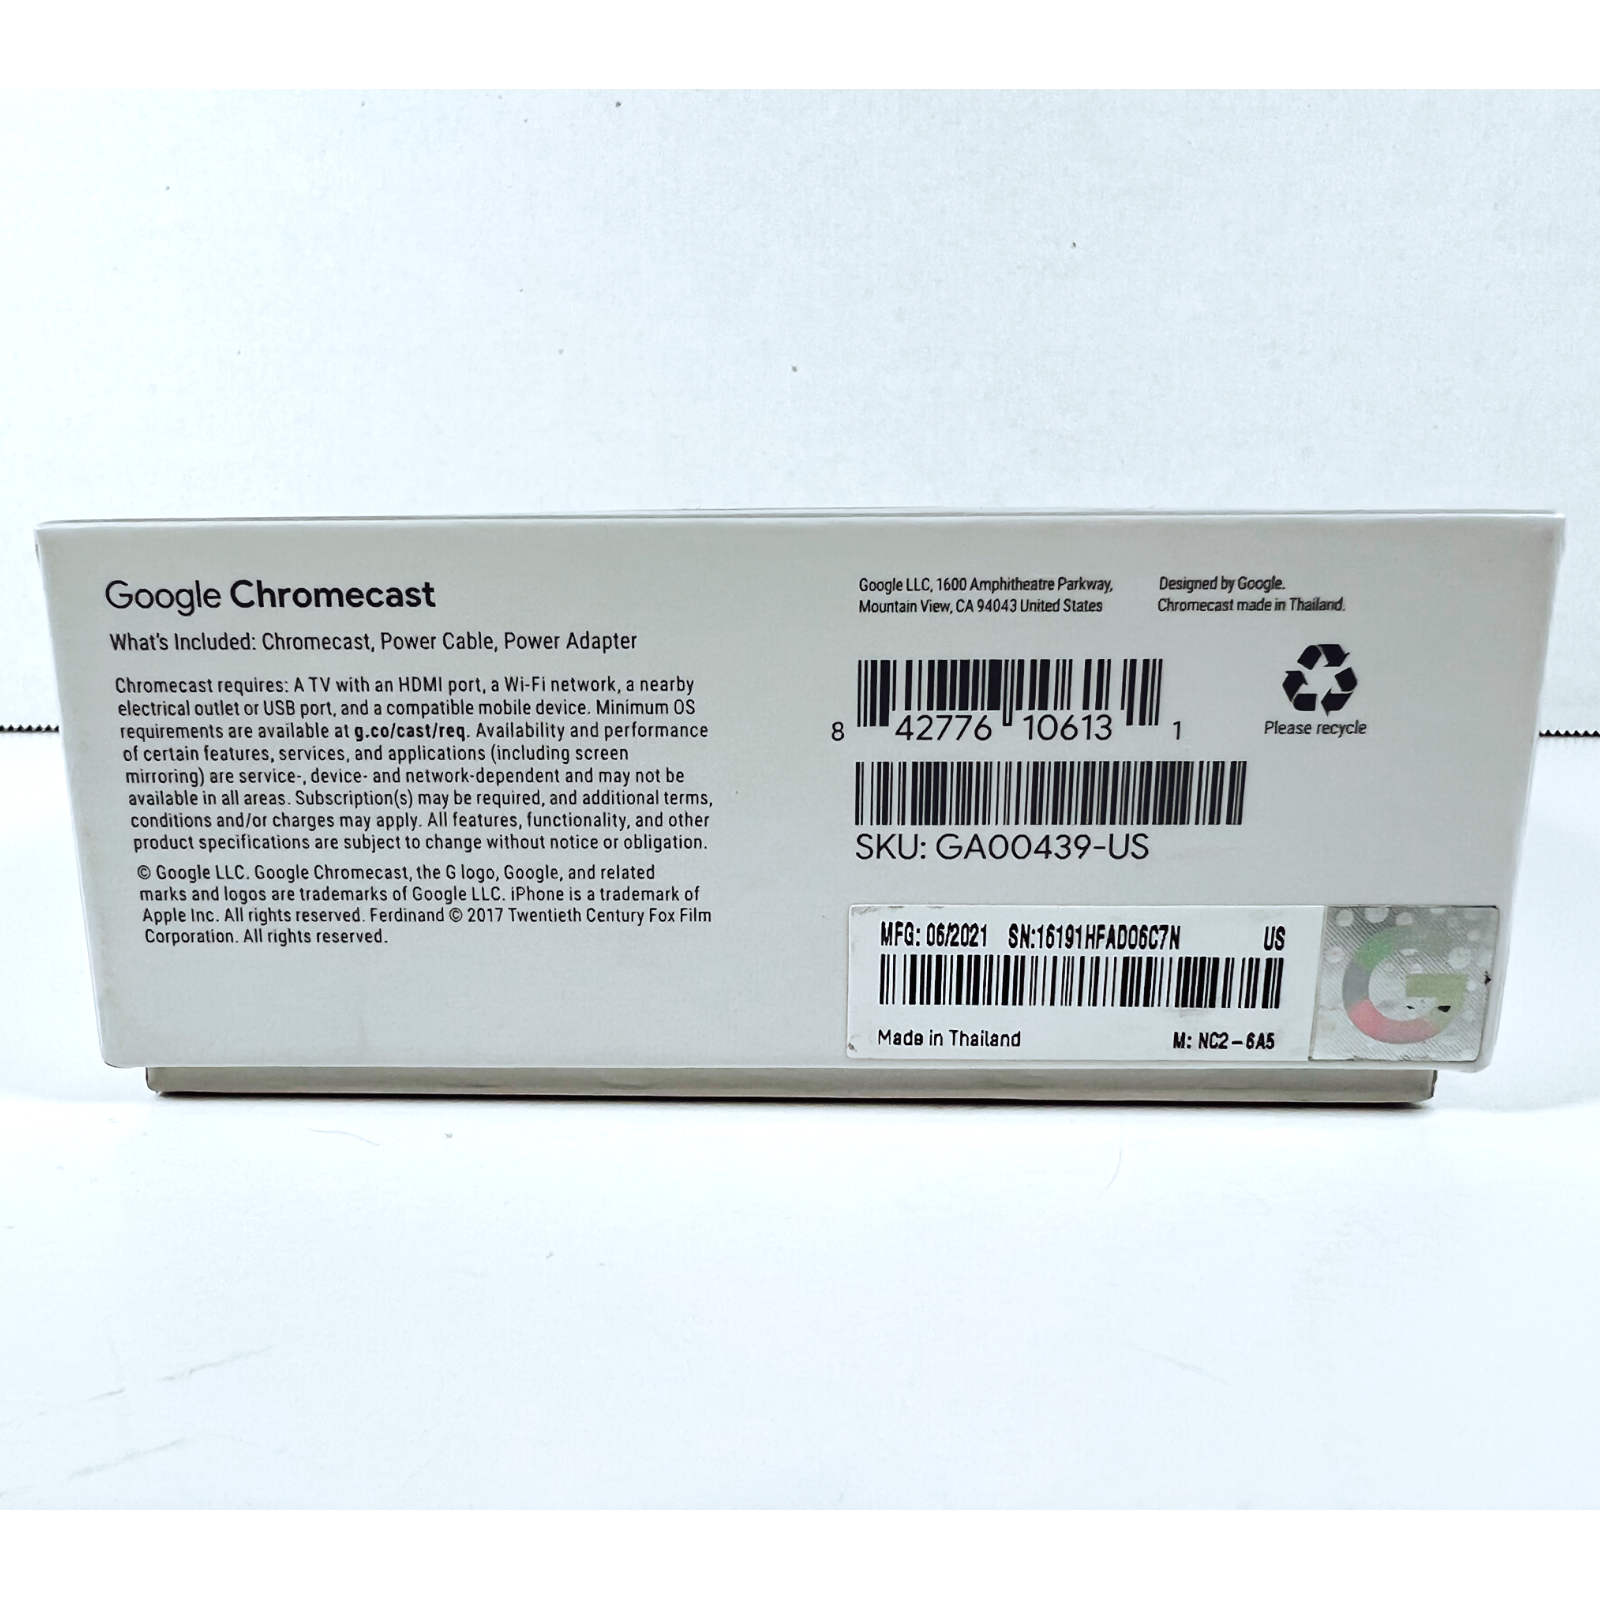 Google Chromecast
What's Included: Chromecast, Power Cable, Power Adapter
Chromecast requires: A TV with an HDMI port, a Wi-Fi network, a nearby
electrical outlet or USB port, and a compatible mobile device. Minimum OS
requirements are available at g.co/cast/req. Availability and performance
of certain features, services, and applications (including screen
mirroring) are service-, device- and network-dependent and may not be
available in all areas. Subscription(s) may be required, and additional terms,
conditions and/or charges may apply. All features, functionality, and other
product specifications are subject to change without notice or obligation.
© Google LLC. Google Chromecast, the G logo, Google, and related
marks and logos are trademarks of Google LLC. iPhone is a trademark of
Apple Inc. All rights reserved. Ferdinand © 2017 Twentieth Century Fox Film
Corporation. All rights reserved.
Google LLC, 1600 Amphitheatre Parkway,
Mountain View, CA 94043 United States
Designed by Google.
Chromecast made in Thailand.
8 42776 10613 1
Please recycle
SKU: GA00439-US
MFG: 06/2021 SN:16191HFAD06C7N US
Made in Thailand M: NC2-6A5
G